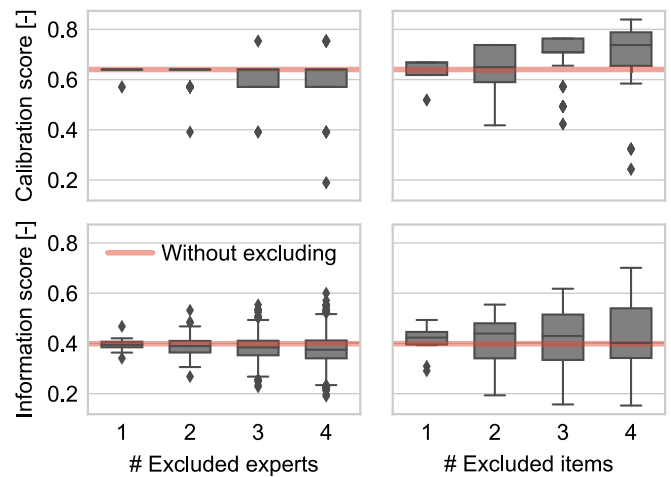 Calibration score [-]
0.8
0.6
0.4
0.2
Information score [-]
0.8
0.6
0.4
0.2
Without excluding
1 2 3 4
1 2 3 4
# Excluded experts
# Excluded items